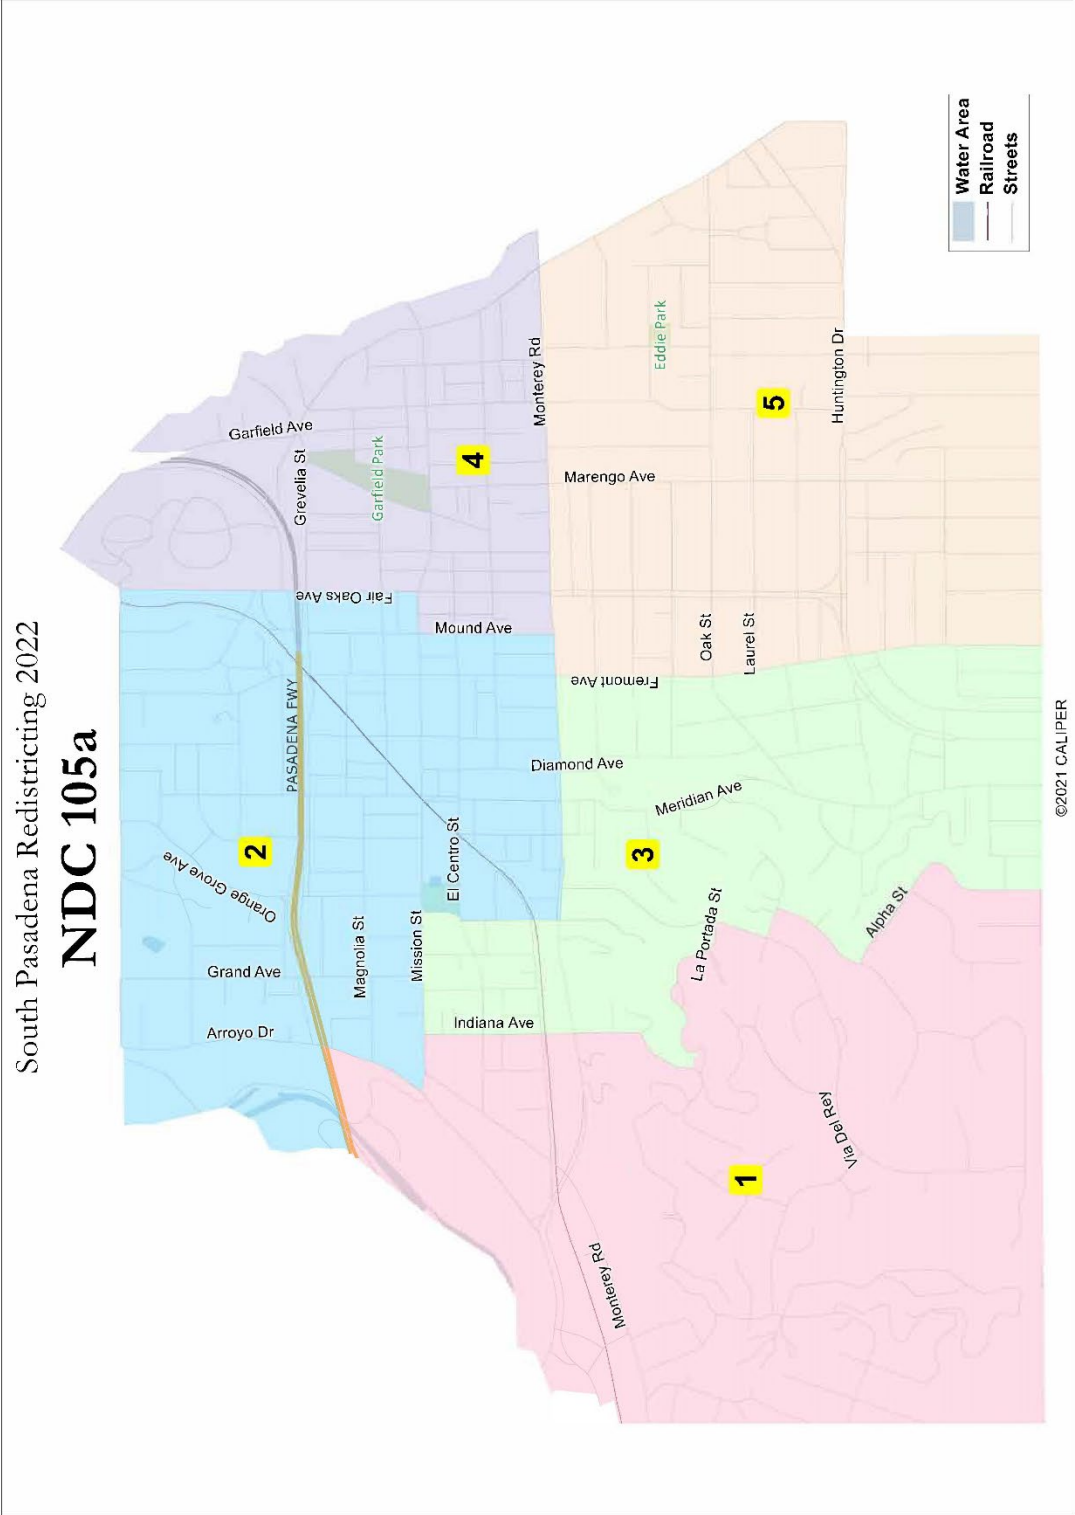 South Pasadena Redistricting 2022
NDC 105a
Arroyo Dr
Grand Ave
Orange Grove Ave
2
PASADENA FWY
Fair Oaks Ave
Grevelia St
Garfield Ave
Garfield Park
Magnolia St
Mission St
El Centro St
Mound Ave
4
Indiana Ave
Diamond Ave
Monterey Rd
Fremont Ave
Marengo Ave
Monterey Rd
3
Meridian Ave
Eddie Park
La Portada St
Oak St
Laurel St
1
5
Via Del Rey
Alpha St
Huntington Dr
Water Area
Railroad
Streets
©2021 CALIPER